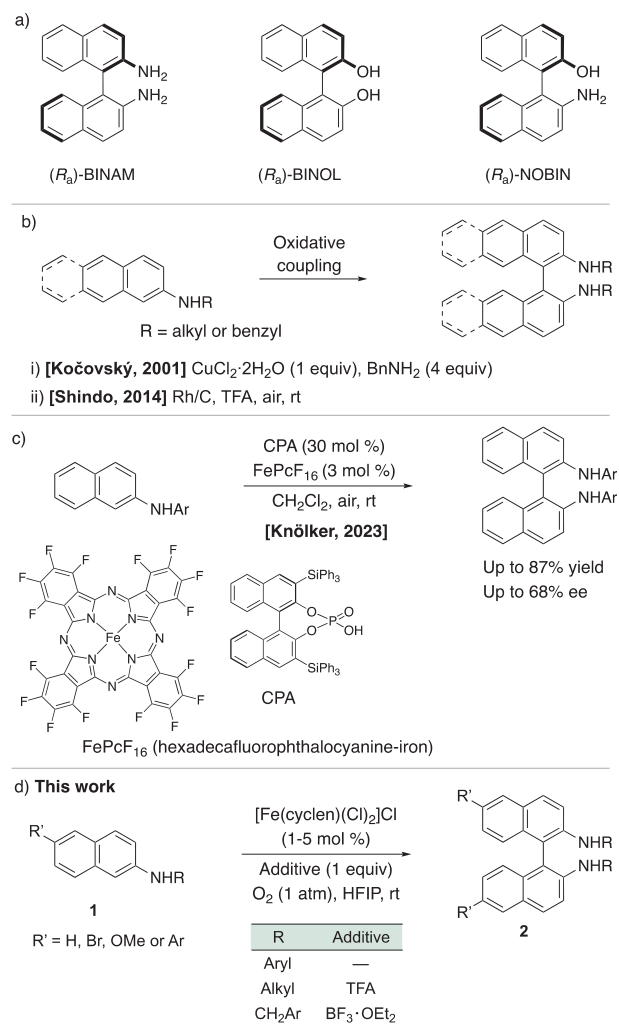 a)
NH2
NH2
OH
OH
OH
NH2
(Ra)-BINAM
(Ra)-BINOL
(Ra)-NOBIN
b)
NHR
R = alkyl or benzyl
Oxidative
coupling
NHR
NHR
i) [Kočovský, 2001] CuCl2·2H2O (1 equiv), BnNH2 (4 equiv)
ii) [Shindo, 2014] Rh/C, TFA, air, rt
c)
NHAr
CPA (30 mol %)
FePcF16 (3 mol %)
CH2Cl2, air, rt
[Knölker, 2023]
NHAr
NHAr
Up to 87% yield
Up to 68% ee
F F
F F
F F
F F
N N N
N Fe N
N N N
F F
F F
F F
F F
SiPh3
O
O
P
O
OH
SiPh3
CPA
FePcF16 (hexadecafluorophthalocyanine-iron)
d) This work
R'
NHR
1
R' = H, Br, OMe or Ar
[Fe(cyclen)(Cl)2]Cl
(1-5 mol %)
Additive (1 equiv)
O2 (1 atm), HFIP, rt
R Additive
Aryl —
Alkyl TFA
CH2Ar BF3·OEt2
R'
NHR
NHR
R'
2